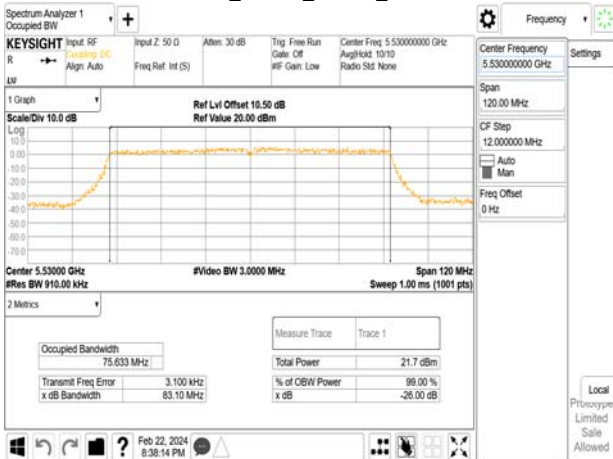 Spectrum Analyzer 1
Occupied BW
+
Frequency
KEYSIGHT
R
LXI
Input: RF
Coupling: DC
Align: Auto
Input Z: 50 Ω
Freq Ref: Int (S)
Atten: 30 dB
Trig: Free Run
Gate: Off
#IF Gain: Low
Center Freq: 5.530000000 GHz
Avg|Hold: 10/10
Radio Std: None
Center Frequency
5.530000000 GHz
Settings
Span
120.00 MHz
CF Step
12.000000 MHz
Auto
Man
Freq Offset
0 Hz
1 Graph
Scale/Div 10.0 dB
Ref Lvl Offset 10.50 dB
Ref Value 20.00 dBm
Log
10.0
0.00
-10.0
-20.0
-30.0
-40.0
-50.0
-60.0
-70.0
Center 5.53000 GHz
#Video BW 3.0000 MHz
Span 120 MHz
#Res BW 910.00 kHz
Sweep 1.00 ms (1001 pts)
2 Metrics
Measure Trace
Trace 1
Occupied Bandwidth
75.633 MHz
Total Power
21.7 dBm
Transmit Freq Error
3.100 kHz
% of OBW Power
99.00 %
x dB Bandwidth
83.10 MHz
x dB
-26.00 dB
Local
Prototype
Limited
Sale
Allowed
?
Feb 22, 2024
8:38:14 PM